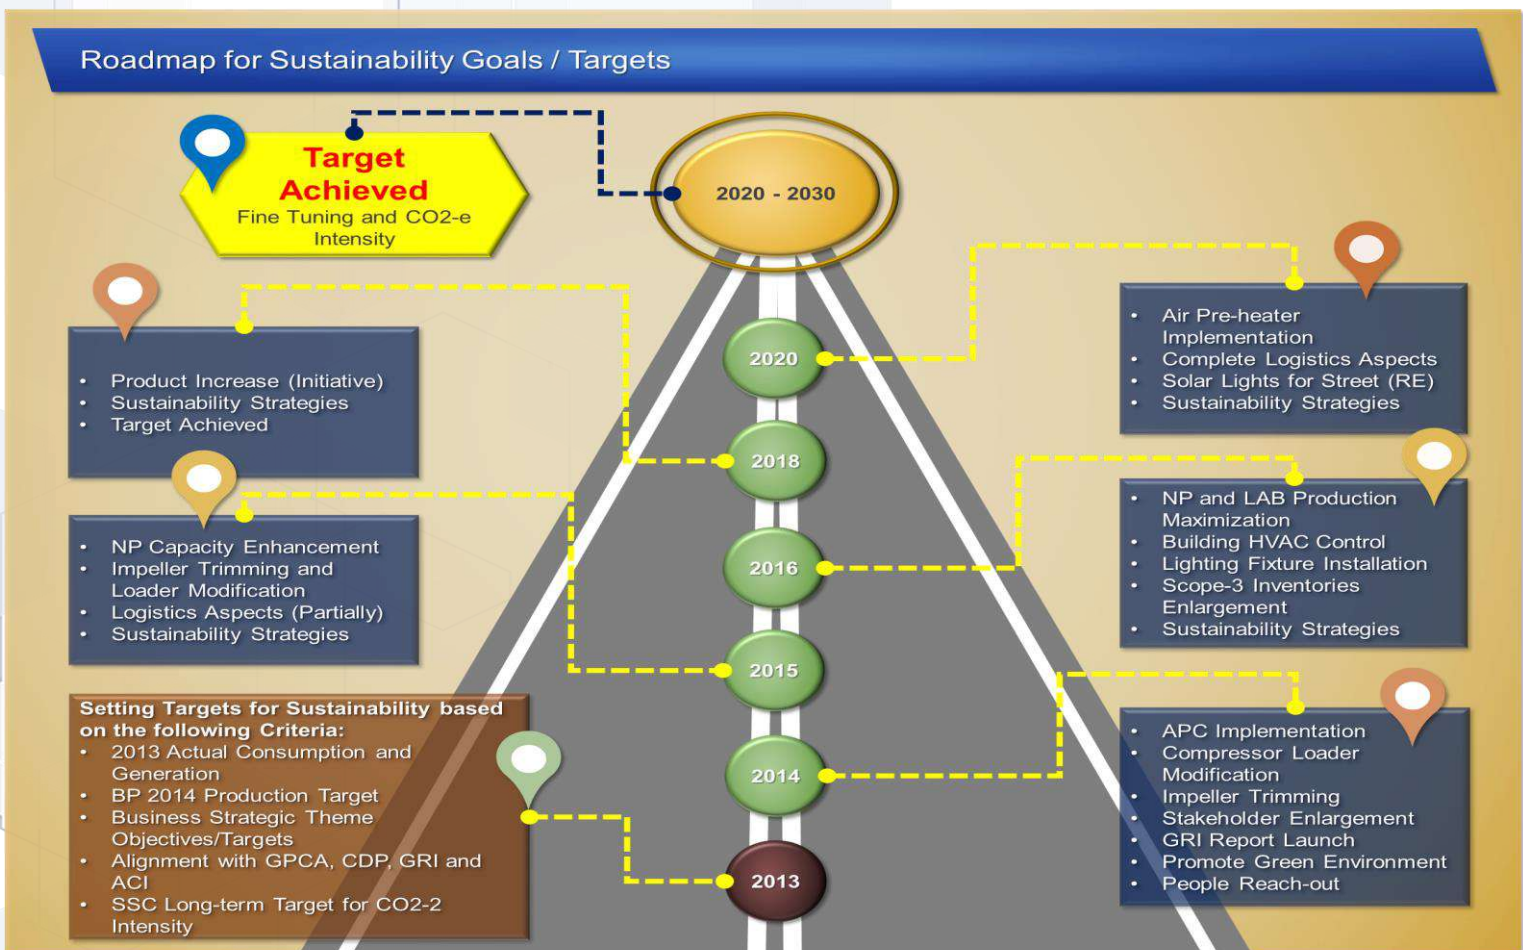 Roadmap for Sustainability Goals / Targets
Target
Achieved
Fine Tuning and CO2-e
Intensity
2020 - 2030
• Product Increase (Initiative)
• Sustainability Strategies
• Target Achieved
• Air Pre-heater
Implementation
• Complete Logistics Aspects
• Solar Lights for Street (RE)
• Sustainability Strategies
2020
2018
• NP Capacity Enhancement
• Impeller Trimming and
Loader Modification
• Logistics Aspects (Partially)
• Sustainability Strategies
• NP and LAB Production
Maximization
• Building HVAC Control
• Lighting Fixture Installation
• Scope-3 Inventories
Enlargement
• Sustainability Strategies
2016
2015
Setting Targets for Sustainability based
on the following Criteria:
• 2013 Actual Consumption and
Generation
• BP 2014 Production Target
• Business Strategic Theme
Objectives/Targets
• Alignment with GPCA, CDP, GRI and
ACI
• SSC Long-term Target for CO2-2
Intensity
• APC Implementation
• Compressor Loader
Modification
• Impeller Trimming
• Stakeholder Enlargement
• GRI Report Launch
• Promote Green Environment
• People Reach-out
2014
2013